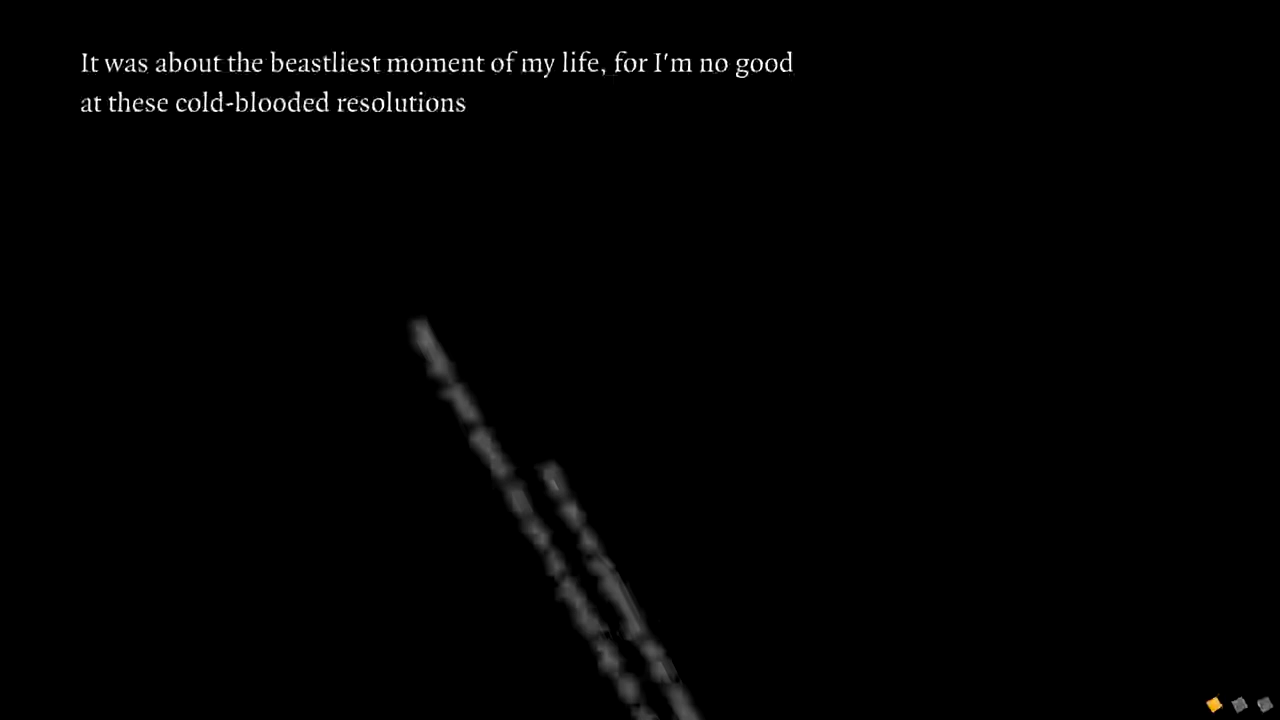 It was about the beastliest moment of my life, for I'm no good
at these cold-blooded resolutions